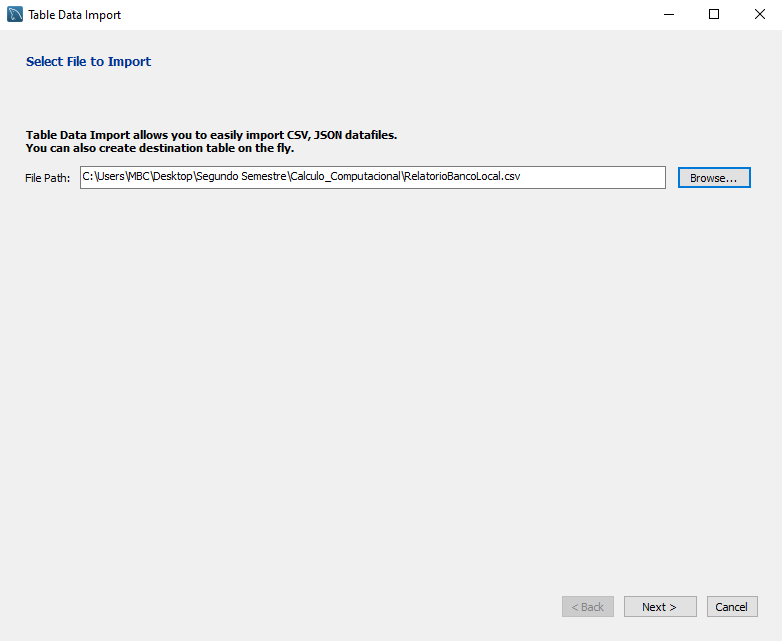 Table Data Import
Select File to Import
Table Data Import allows you to easily import CSV, JSON datafiles.
You can also create destination table on the fly.
File Path: C:\Users\MBC\Desktop\Segundo Semestre\Calculo_Computacional\RelatorioBancoLocal.csv Browse...
< Back Next > Cancel